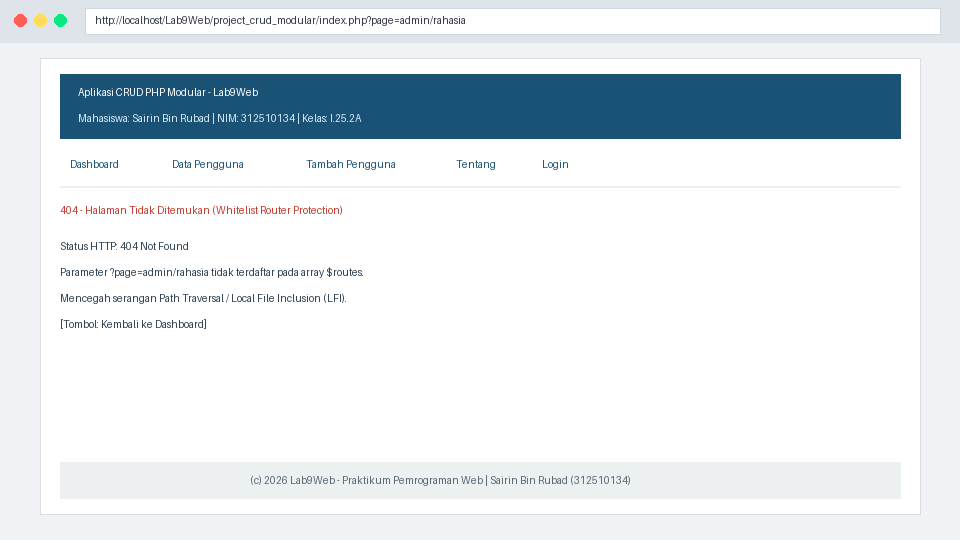 http://localhost/Lab9Web/project_crud_modular/index.php?page=admin/rahasia
Aplikasi CRUD PHP Modular - Lab9Web
Mahasiswa: Sairin Bin Rubad | NIM: 312510134 | Kelas: I.25.2A
Dashboard Data Pengguna Tambah Pengguna Tentang Login
404 - Halaman Tidak Ditemukan (Whitelist Router Protection)
Status HTTP: 404 Not Found
Parameter ?page=admin/rahasia tidak terdaftar pada array $routes.
Mencegah serangan Path Traversal / Local File Inclusion (LFI).
[Tombol: Kembali ke Dashboard]
(c) 2026 Lab9Web - Praktikum Pemrograman Web | Sairin Bin Rubad (312510134)